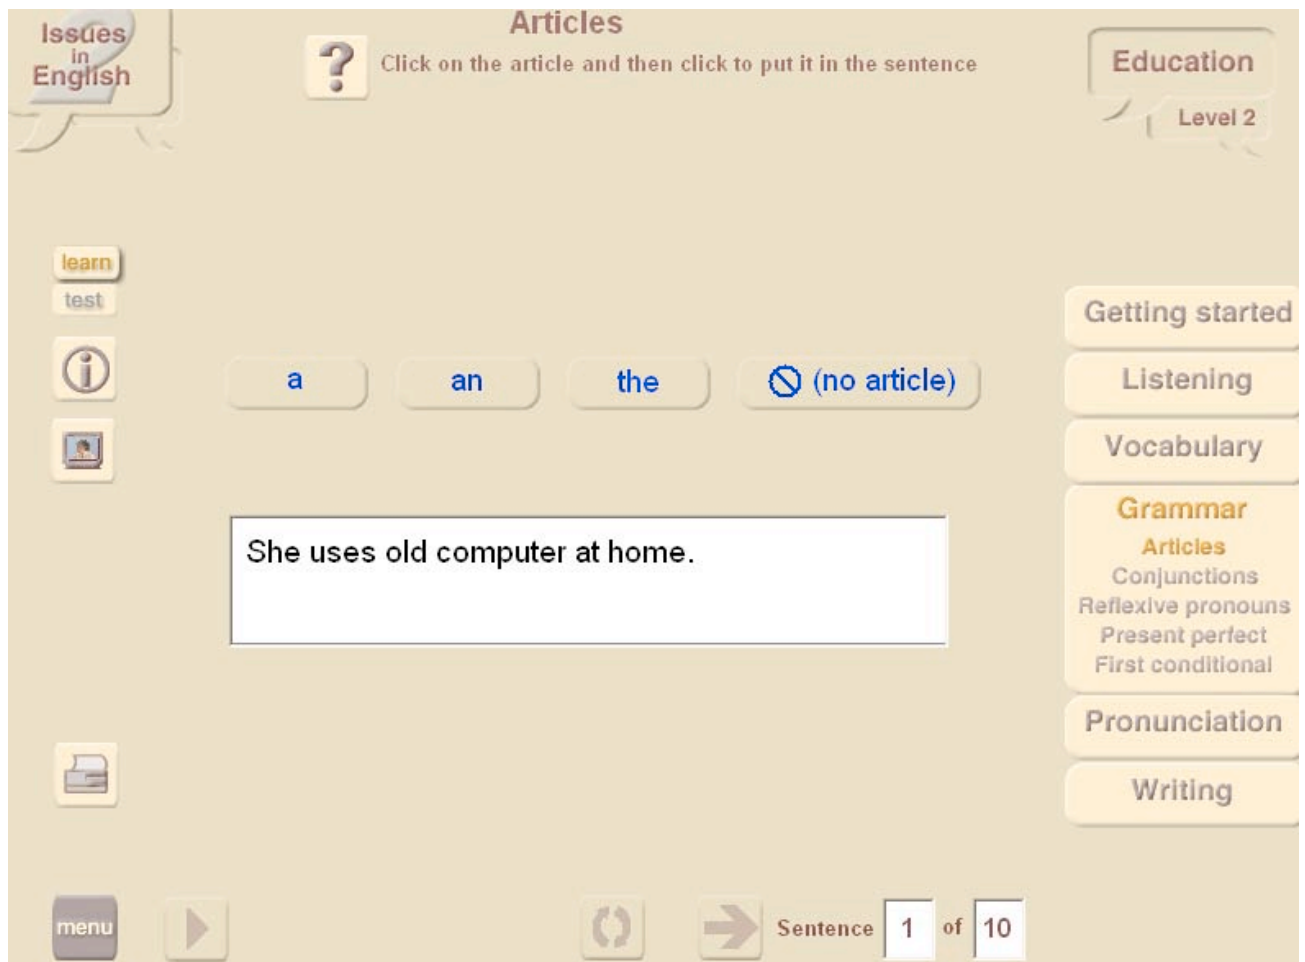 Issues
in
English
2
Articles
?
Click on the article and then click to put it in the sentence
Education
Level 2
learn
test
i
a
an
the
(no article)
She uses old computer at home.
Getting started
Listening
Vocabulary
Grammar
Articles
Conjunctions
Reflexive pronouns
Present perfect
First conditional
Pronunciation
Writing
menu
Sentence 1 of 10